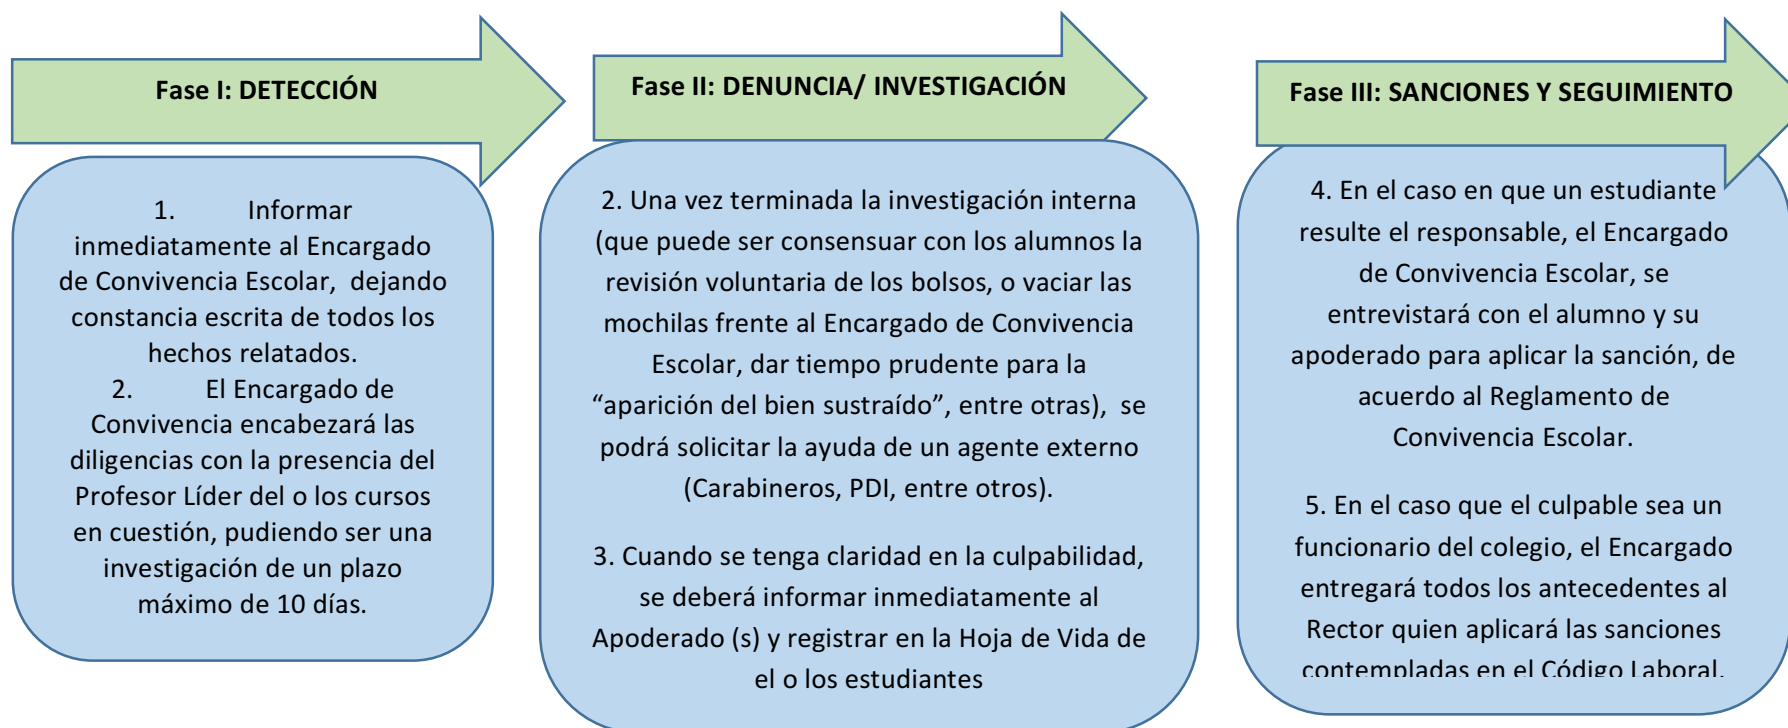 Fase I: DETECCIÓN
1. Informar
inmediatamente al Encargado
de Convivencia Escolar, dejando
constancia escrita de todos los
hechos relatados.
2. El Encargado de
Convivencia encabezará las
diligencias con la presencia del
Profesor Líder del o los cursos
en cuestión, pudiendo ser una
investigación de un plazo
máximo de 10 días.
Fase II: DENUNCIA/ INVESTIGACIÓN
2. Una vez terminada la investigación interna
(que puede ser consensuar con los alumnos la
revisión voluntaria de los bolsos, o vaciar las
mochilas frente al Encargado de Convivencia
Escolar, dar tiempo prudente para la
“aparición del bien sustraído”, entre otras), se
podrá solicitar la ayuda de un agente externo
(Carabineros, PDI, entre otros).
3. Cuando se tenga claridad en la culpabilidad,
se deberá informar inmediatamente al
Apoderado (s) y registrar en la Hoja de Vida de
el o los estudiantes
Fase III: SANCIONES Y SEGUIMIENTO
4. En el caso en que un estudiante
resulte el responsable, el Encargado
de Convivencia Escolar, se
entrevistará con el alumno y su
apoderado para aplicar la sanción, de
acuerdo al Reglamento de
Convivencia Escolar.
5. En el caso que el culpable sea un
funcionario del colegio, el Encargado
entregará todos los antecedentes al
Rector quien aplicará las sanciones
contempladas en el Código Laboral.